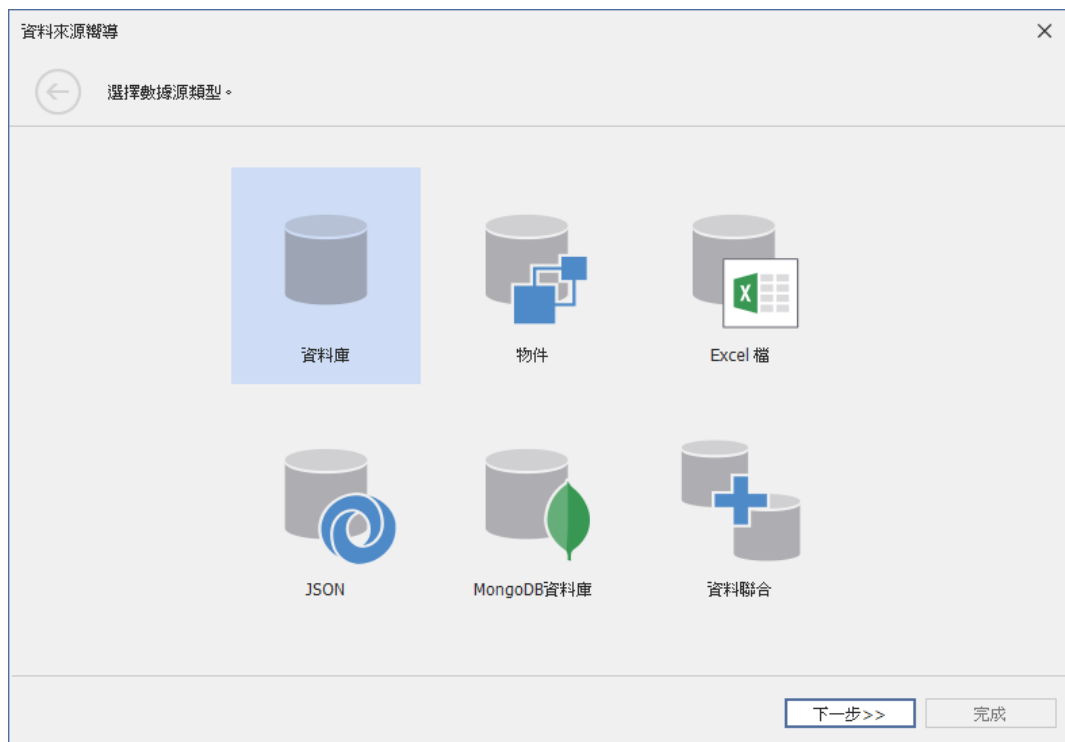 資料來源嚮導
選擇數據源類型。
資料庫
物件
Excel 檔
JSON
MongoDB資料庫
資料聯合
下一步>>
完成